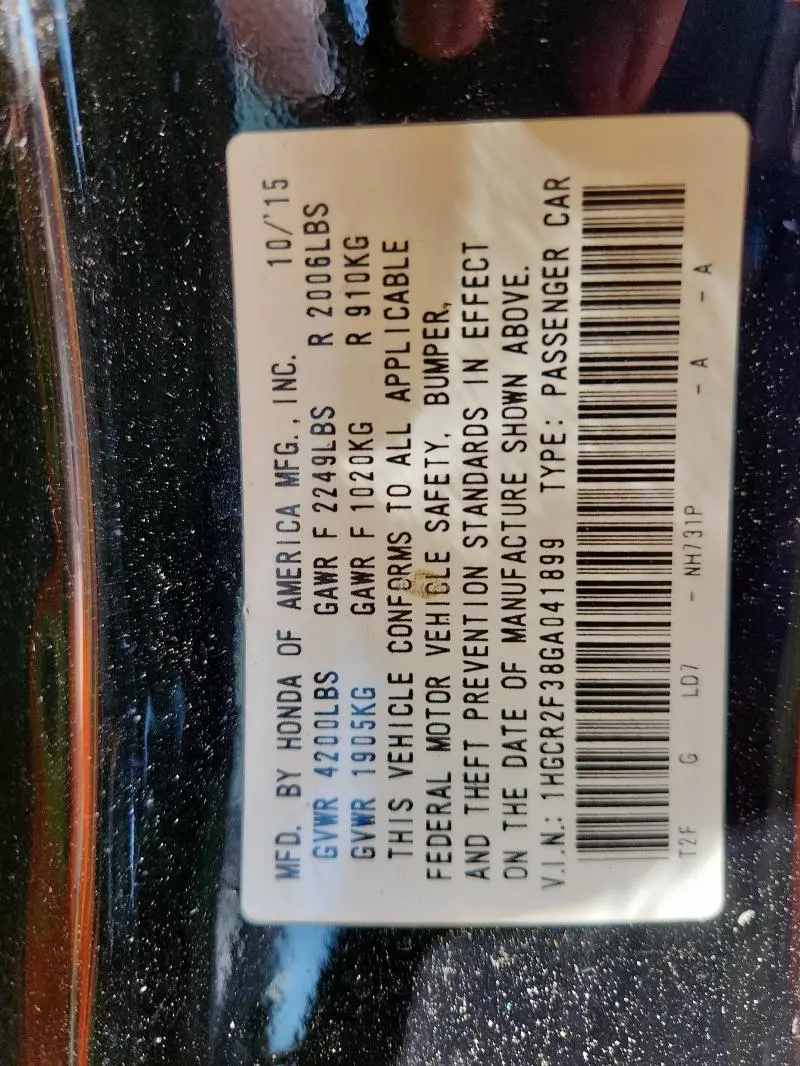 MFD. BY HONDA OF AMERICA MFG., INC. 10/'15
GVWR 4200LBS GAWR F 2249LBS R 2006LBS
GVWR 1905KG GAWR F 1020KG R 910KG
THIS VEHICLE CONFORMS TO ALL APPLICABLE
FEDERAL MOTOR VEHICLE SAFETY, BUMPER,
AND THEFT PREVENTION STANDARDS IN EFFECT
ON THE DATE OF MANUFACTURE SHOWN ABOVE.
V.I.N.: 1HGCR2F38GA041899 TYPE: PASSENGER CAR
T2F G LD7 - NH731P - A - A